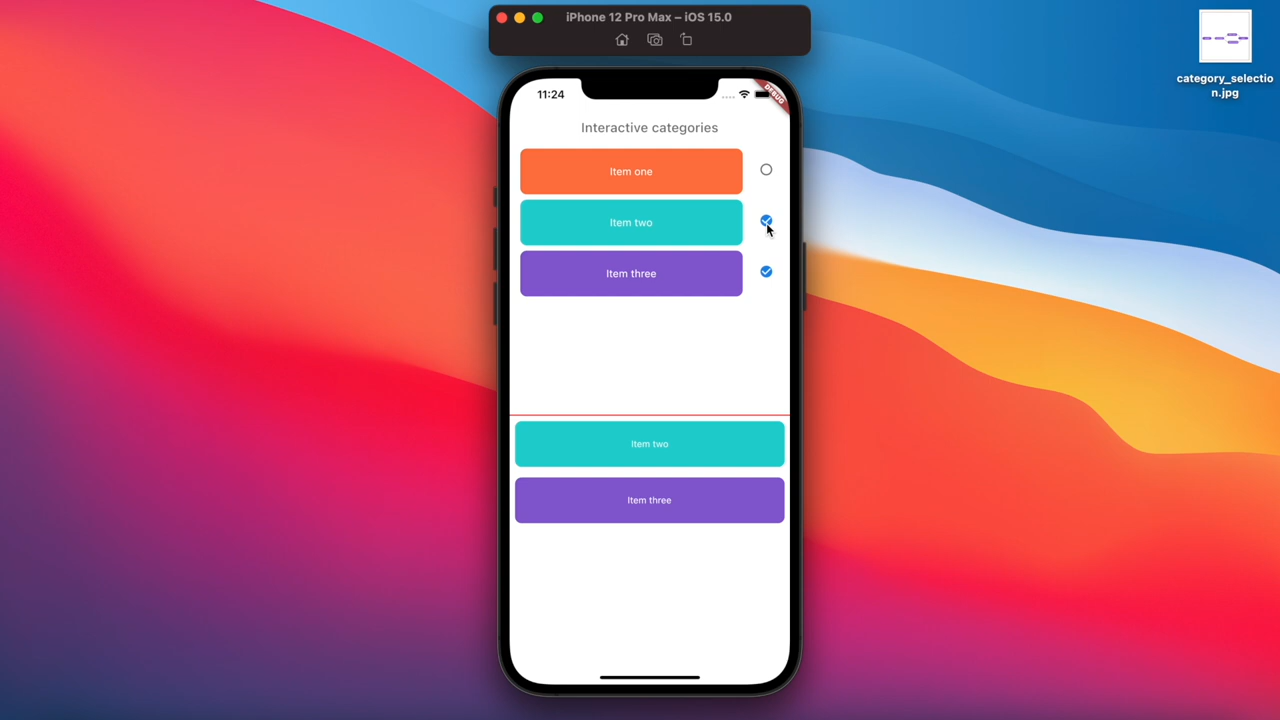 iPhone 12 Pro Max – iOS 15.0
category_selectio
n.jpg
11:24
DEBUG
Interactive categories
Item one
Item two
Item three
Item two
Item three